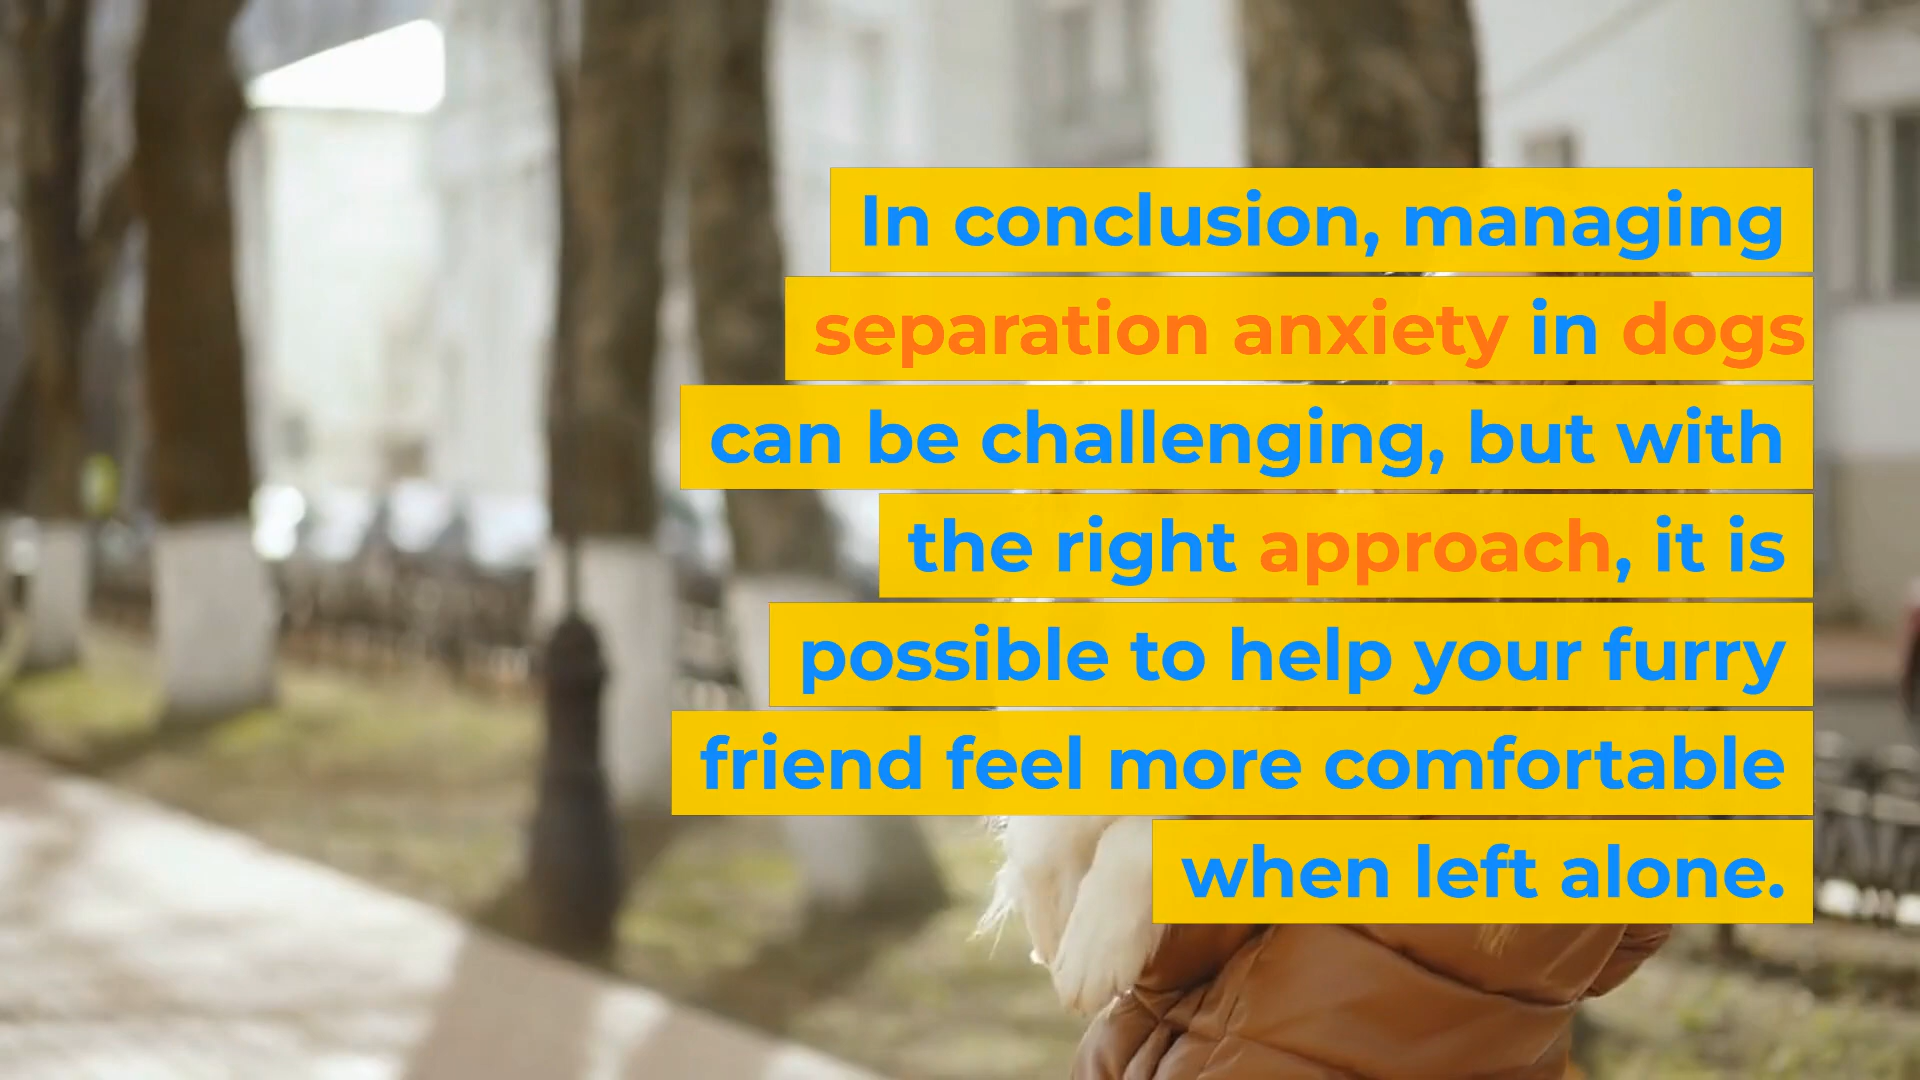 In conclusion, managing
separation anxiety in dogs
can be challenging, but with
the right approach, it is
possible to help your furry
friend feel more comfortable
when left alone.